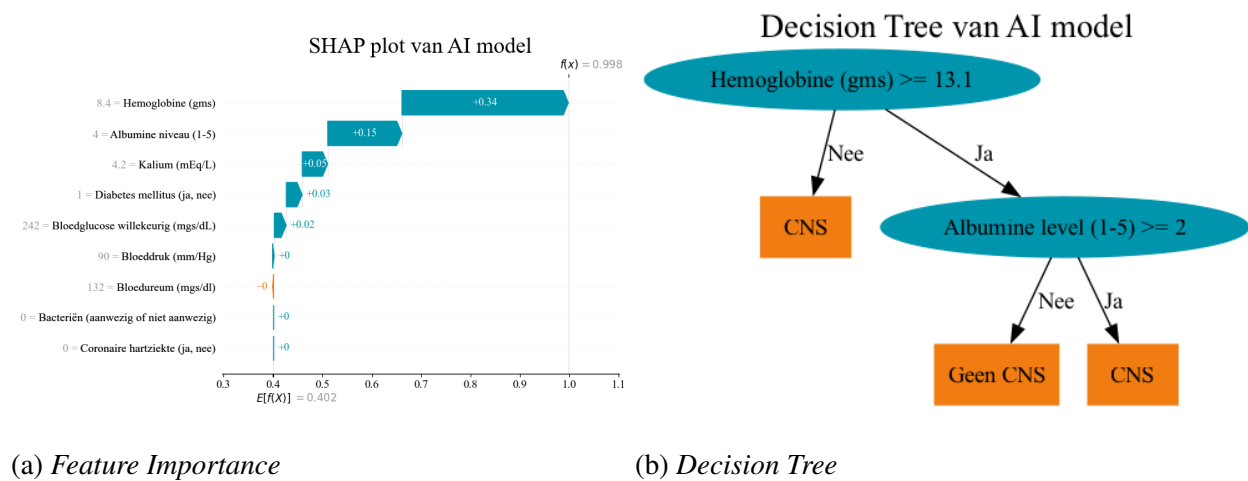 SHAP plot van AI model
f(x) = 0.998
8.4 = Hemoglobine (gms)
+0.34
4 = Albumine niveau (1-5)
+0.15
4.2 = Kalium (mEq/L)
+0.05
1 = Diabetes mellitus (ja, nee)
+0.03
242 = Bloedglucose willekeurig (mgs/dL)
+0.02
90 = Bloeddruk (mm/Hg)
+0
132 = Bloedureum (mgs/dl)
−0
0 = Bacteriën (aanwezig of niet aanwezig)
+0
0 = Coronaire hartziekte (ja, nee)
+0
0.3 0.4 0.5 0.6 0.7 0.8 0.9 1.0 1.1
E[f(X)] = 0.402
(a) Feature Importance
Decision Tree van AI model
Hemoglobine (gms) >= 13.1
Nee
Ja
CNS
Albumine level (1-5) >= 2
Nee
Ja
Geen CNS
CNS
(b) Decision Tree